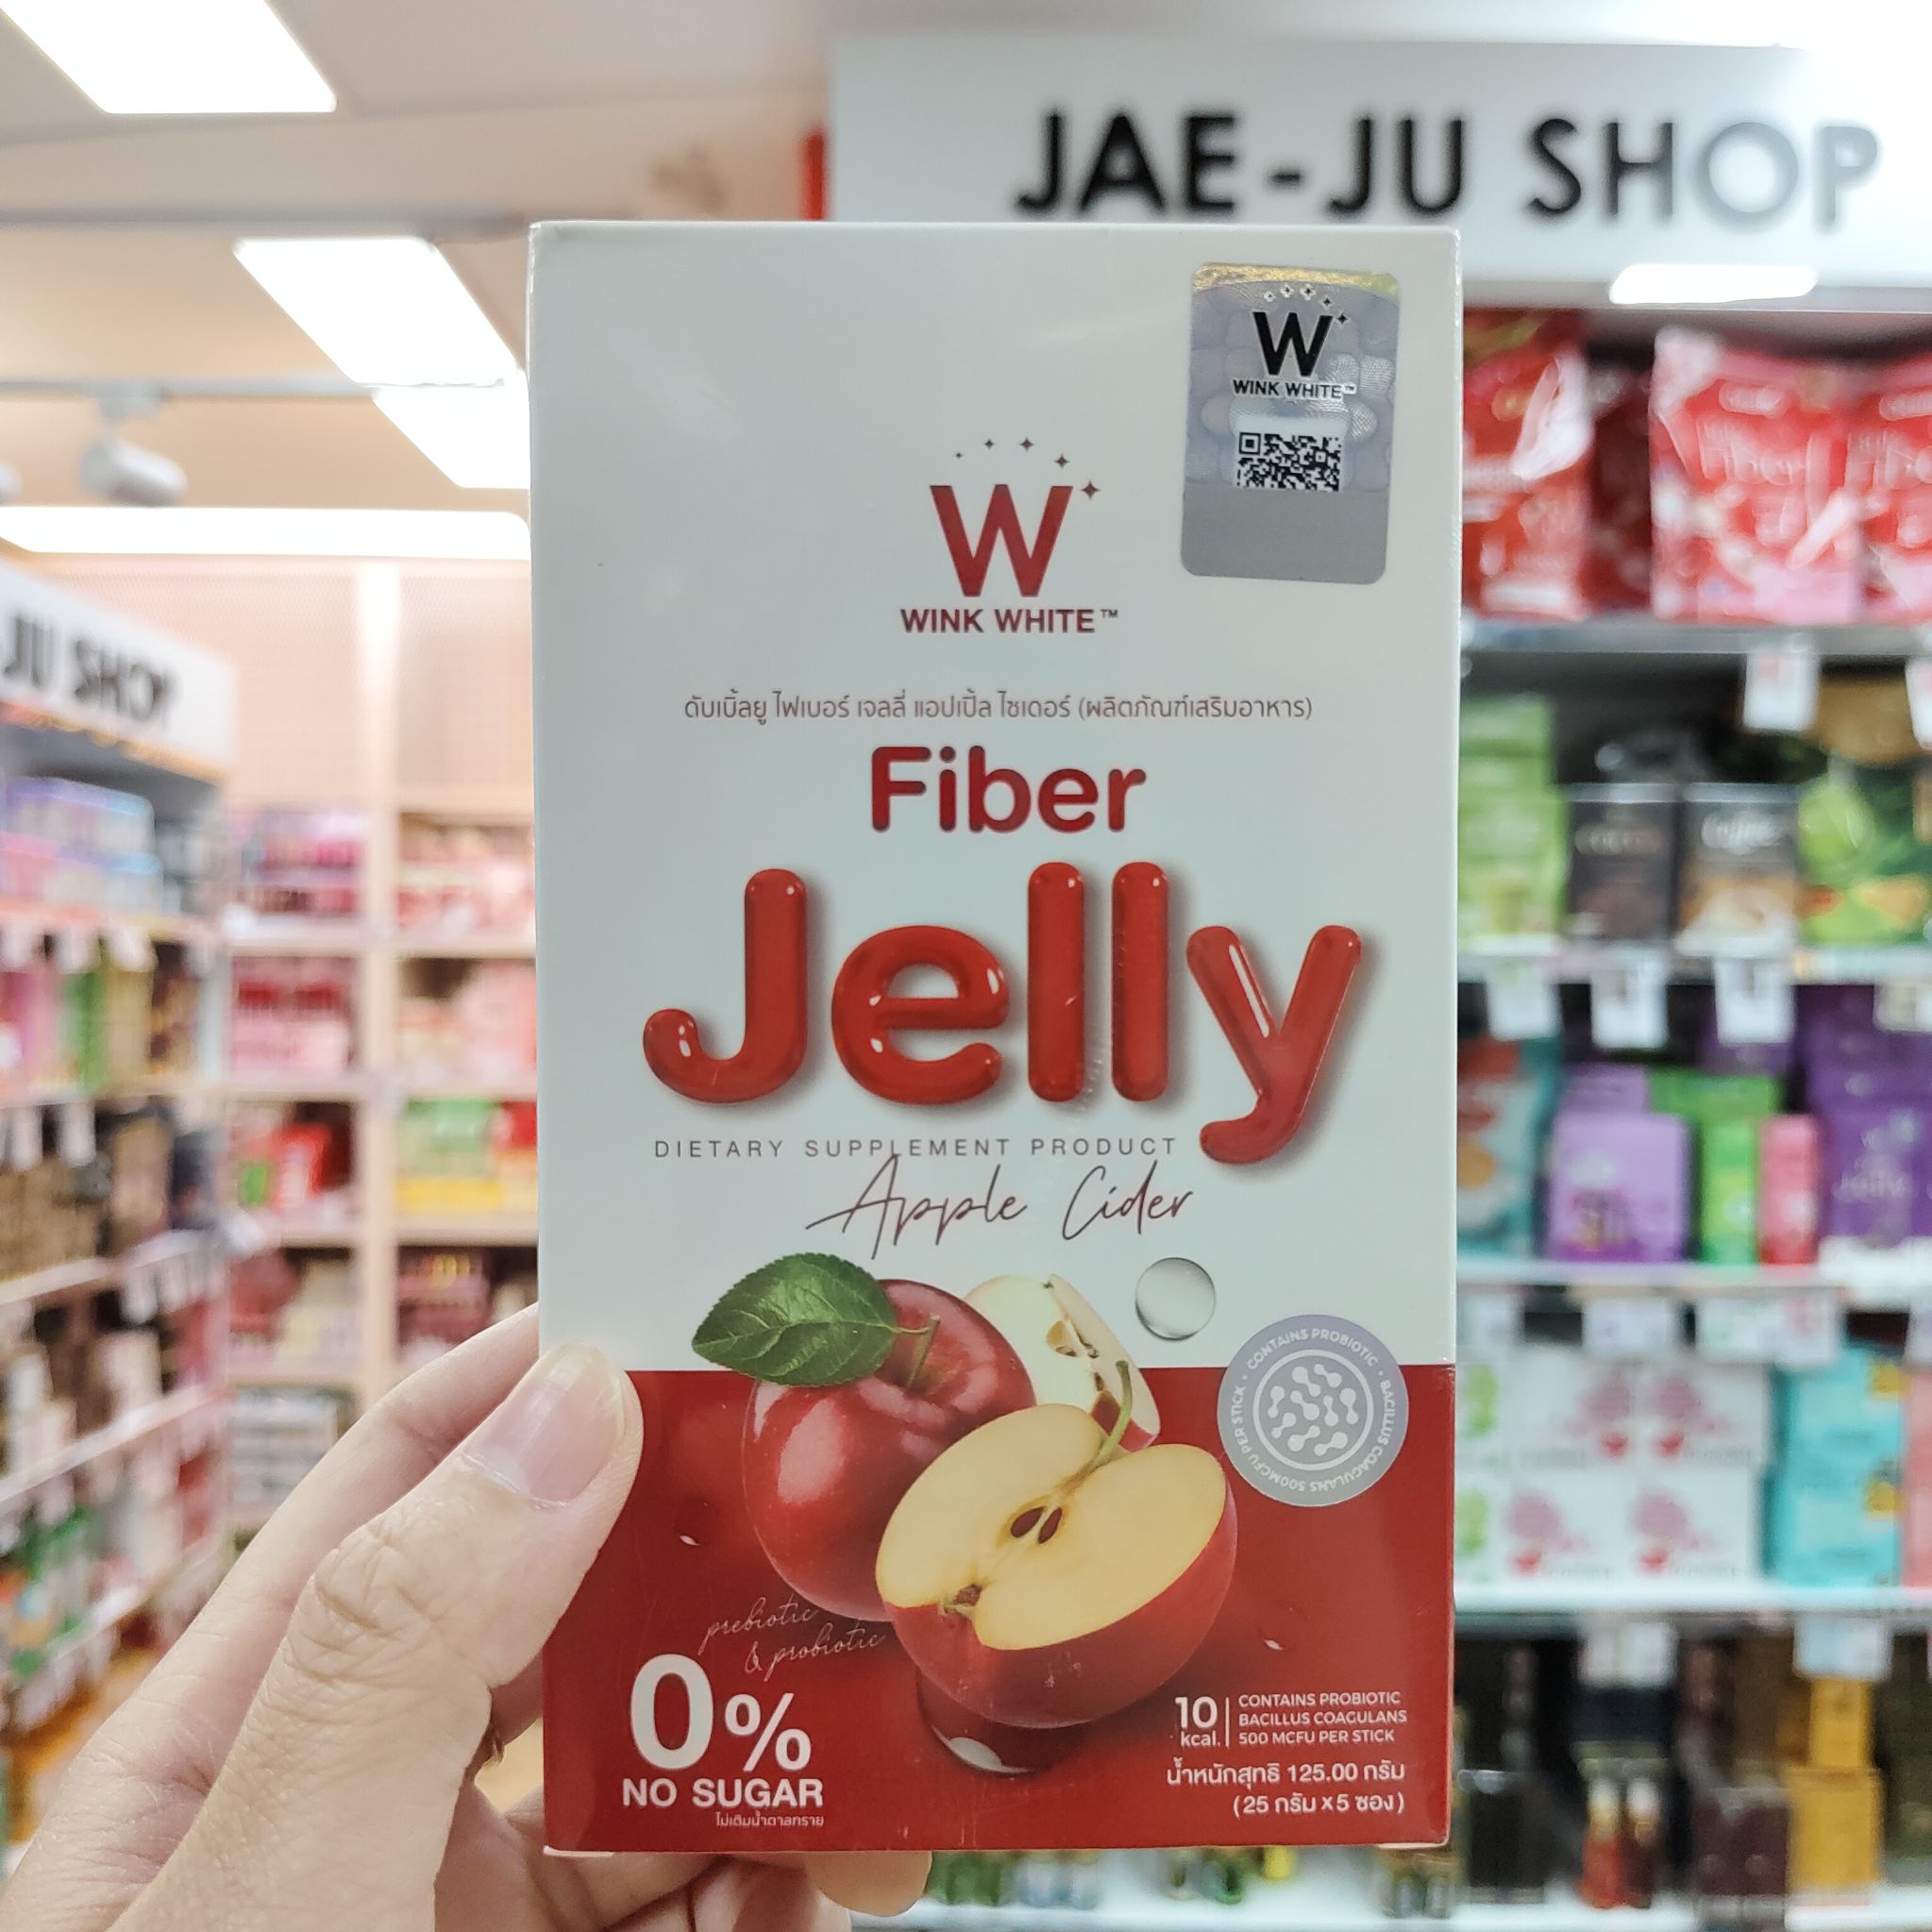 JAE-JU SHOP
JU SHOP
W
WINK WHITE™
W
WINK WHITE™
ดับเบิ้ลยู ไฟเบอร์ เจลลี่ แอปเปิ้ล ไซเดอร์ (ผลิตภัณฑ์เสริมอาหาร)
Fiber
Jelly
DIETARY SUPPLEMENT PRODUCT
Apple Cider
CONTAINS PROBIOTIC • BACILLUS COAGULANS 500MCFU PER STICK •
prebiotic
& probiotic
0%
NO SUGAR
ไม่เติมน้ำตาลทราย
10 kcal.
CONTAINS PROBIOTIC
BACILLUS COAGULANS
500 MCFU PER STICK
น้ำหนักสุทธิ 125.00 กรัม
(25 กรัม x 5 ซอง)
Fiber
Coffee